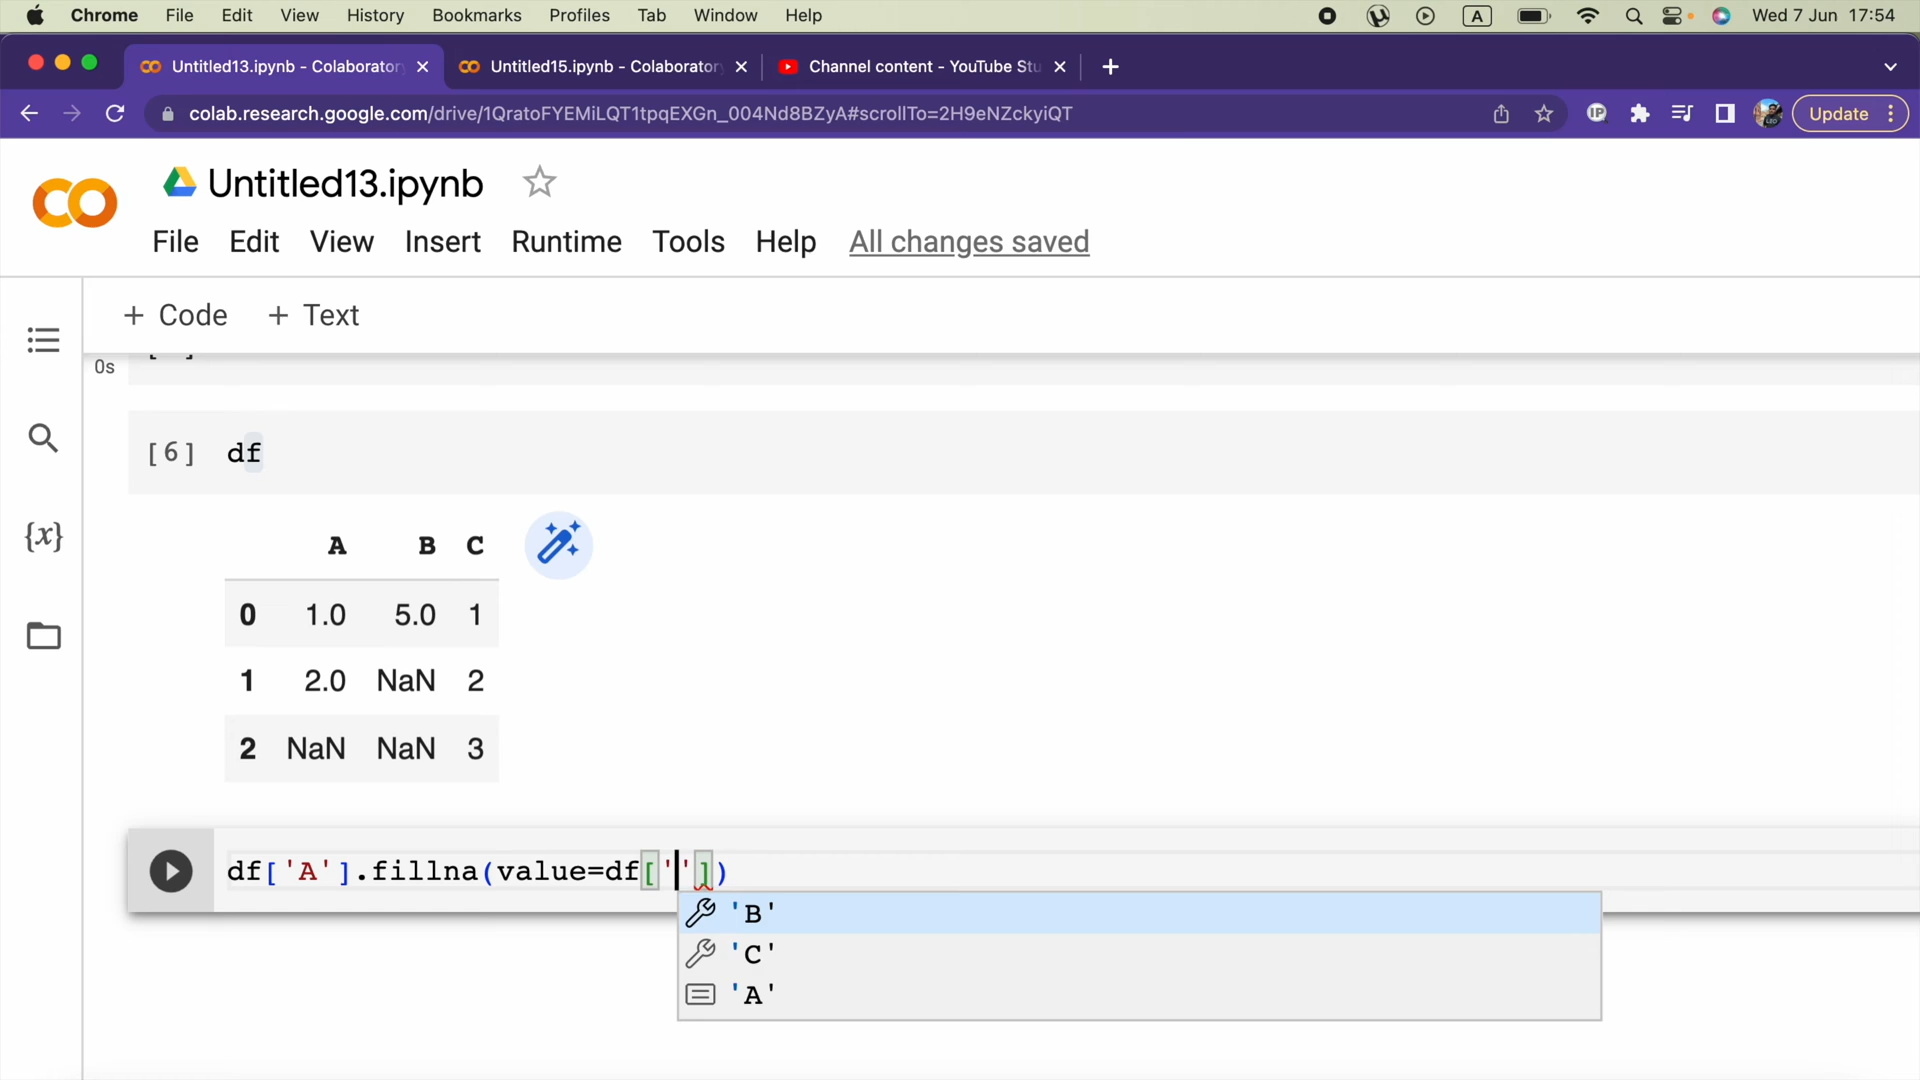 Chrome File Edit View History Bookmarks Profiles Tab Window Help A Wed 7 Jun 17:54
Untitled13.ipynb - Colaborator Untitled15.ipynb - Colaborator Channel content - YouTube Stu
colab.research.google.com/drive/1QratoFYEMiLQT1tpqEXGn_004Nd8BZyA#scrollTo=2H9eNZckyiQT IP Update
Untitled13.ipynb
File Edit View Insert Runtime Tools Help All changes saved
+ Code + Text
0s
[6] df
{x}
A B C
0 1.0 5.0 1
1 2.0 NaN 2
2 NaN NaN 3
df['A'].fillna(value=df[''])
'B'
'C'
'A'